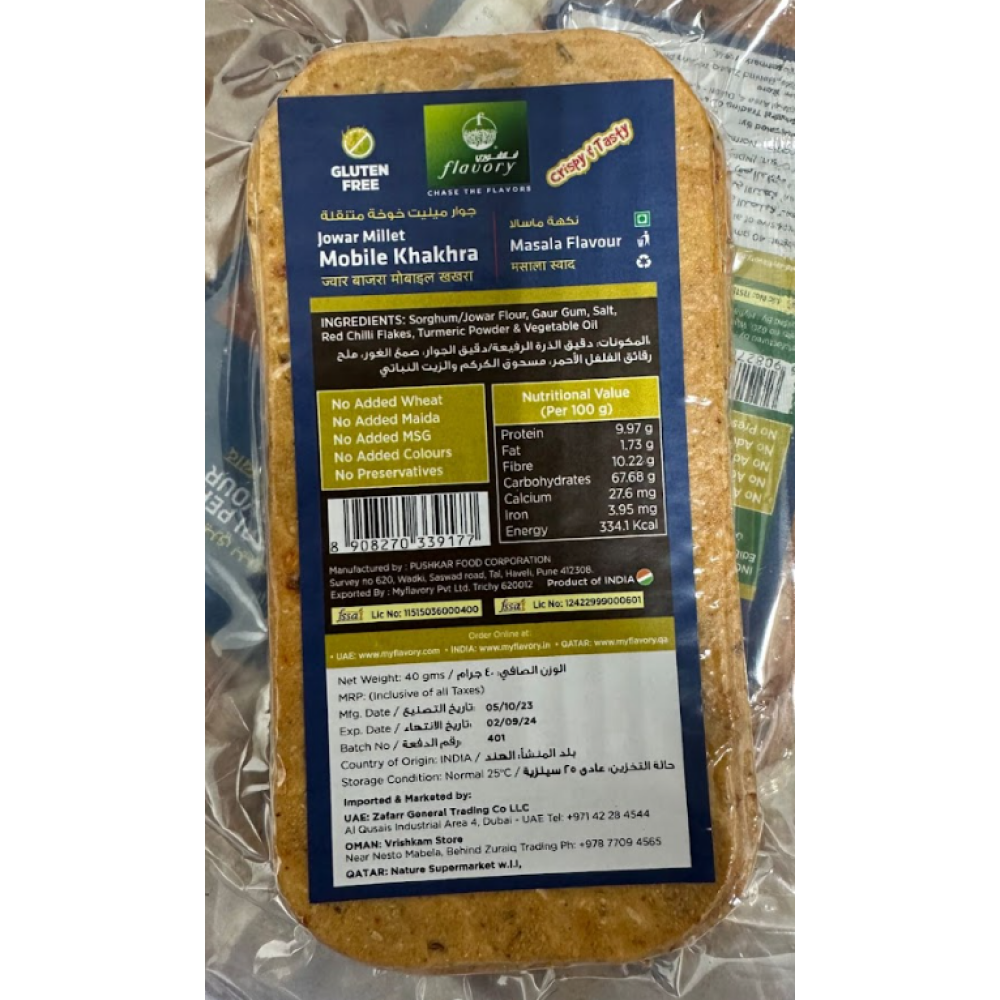 GLUTEN
FREE
فلافوري
flavory
CHASE THE FLAVORS
Crispy & Tasty
جوار ميليت خوخة متنقلة
Jowar Millet
Mobile Khakhra
ज्वार बाजरा मोबाइल खखरा
نكهة ماسالا
Masala Flavour
मसाला स्वाद
INGREDIENTS: Sorghum/Jowar Flour, Gaur Gum, Salt,
Red Chilli Flakes, Turmeric Powder & Vegetable Oil
المكونات: دقيق الذرة الرفيعة/دقيق الجوار، صمغ الغور، ملح
رقائق الفلفل الأحمر، مسحوق الكركم والزيت النباتي
No Added Wheat
No Added Maida
No Added MSG
No Added Colours
No Preservatives
Nutritional Value
(Per 100 g)
Protein 9.97 g
Fat 1.73 g
Fibre 10.22 g
Carbohydrates 67.68 g
Calcium 27.6 mg
Iron 3.95 mg
Energy 334.1 Kcal
8 908270 339177
Manufactured by : PUSHKAR FOOD CORPORATION
Survey no 620, Wadki, Saswad road, Tal, Haveli, Pune 412308.
Exported By : Myflavory Pvt Ltd. Trichy 620012 Product of INDIA
fssai Lic No: 11515036000400 fssai Lic No: 12422999000601
Order Online at:
• UAE: www.myflavory.com • INDIA: www.myflavory.in • QATAR: www.myflavory.qa
Net Weight: 40 gms / الوزن الصافي: ٤٠ جرام
MRP: (Inclusive of all Taxes)
Mfg. Date / تاريخ التصنيع: 05/10/23
Exp. Date / تاريخ الانتهاء: 02/09/24
Batch No / رقم الدفعة: 401
Country of Origin: INDIA / بلد المنشأ: الهند
Storage Condition: Normal 25°C / حالة التخزين: عادي ٢٥ سيلزية
Imported & Marketed by:
UAE: Zafarr General Trading Co LLC
Al Qusais Industrial Area 4, Dubai - UAE Tel: +971 42 28 4544
OMAN: Vrishkam Store
Near Nesto Mabela, Behind Zuraiq Trading Ph: +978 7709 4565
QATAR: Nature Supermarket w.l.l,